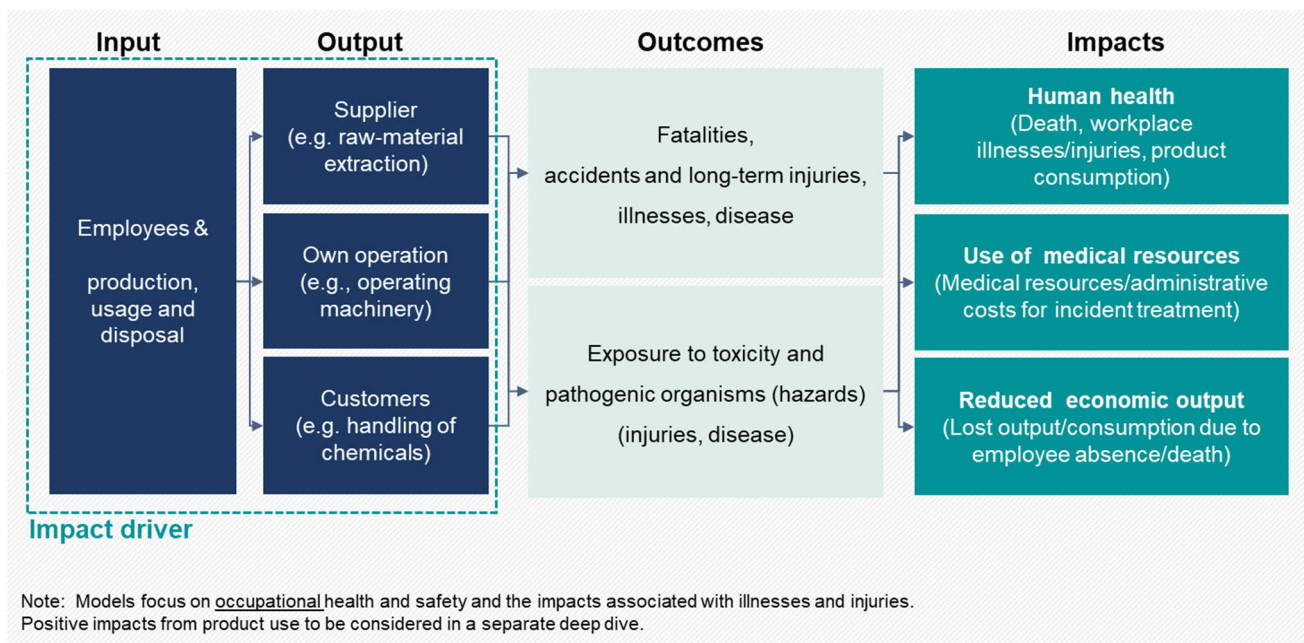 Input
Output
Outcomes
Impacts
Employees &
production,
usage and
disposal
Supplier
(e.g. raw-material
extraction)
Own operation
(e.g., operating
machinery)
Customers
(e.g. handling of
chemicals)
Impact driver
Fatalities,
accidents and long-term injuries,
illnesses, disease
Exposure to toxicity and
pathogenic organisms (hazards)
(injuries, disease)
Human health
(Death, workplace
illnesses/injuries, product
consumption)
Use of medical resources
(Medical resources/administrative
costs for incident treatment)
Reduced economic output
(Lost output/consumption due to
employee absence/death)
Note: Models focus on occupational health and safety and the impacts associated with illnesses and injuries.
Positive impacts from product use to be considered in a separate deep dive.